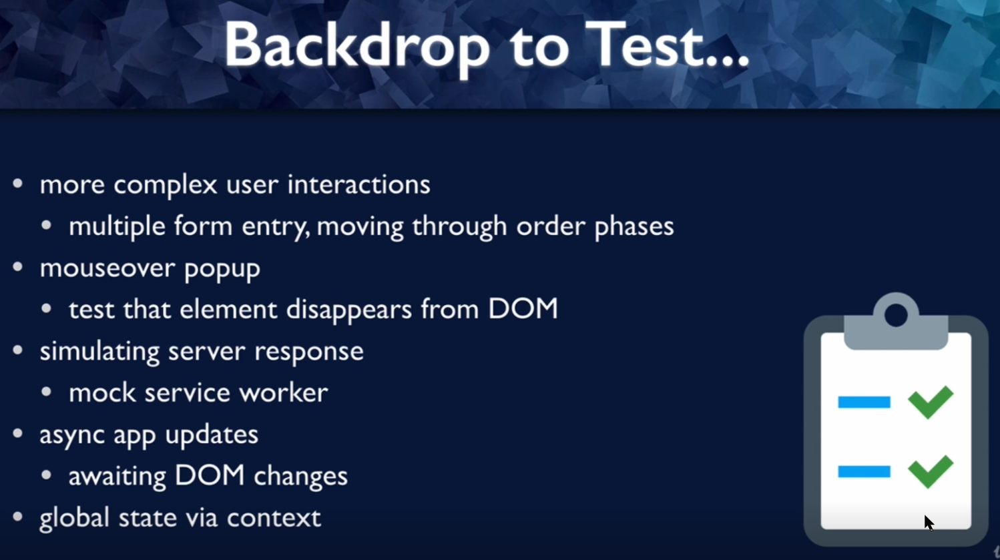 Backdrop to Test...
• more complex user interactions
• multiple form entry, moving through order phases
• mouseover popup
• test that element disappears from DOM
• simulating server response
• mock service worker
• async app updates
• awaiting DOM changes
• global state via context